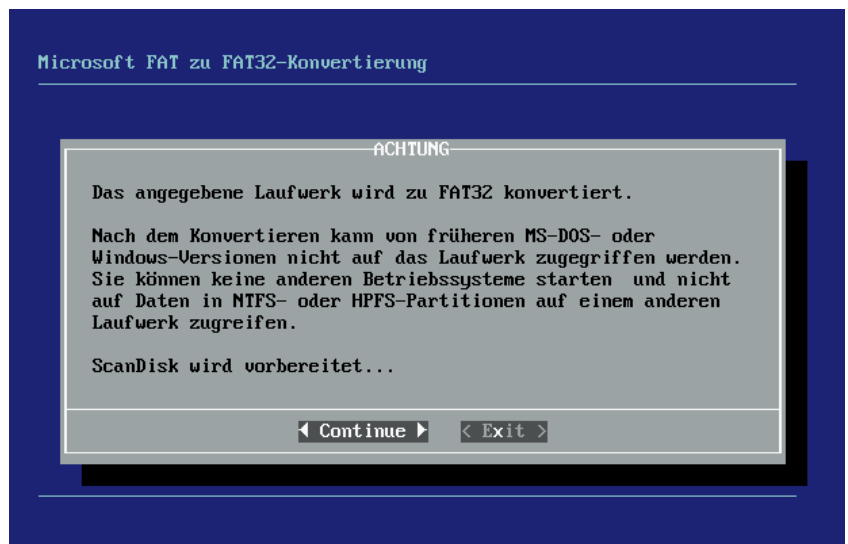 Microsoft FAT zu FAT32-Konvertierung
ACHTUNG
Das angegebene Laufwerk wird zu FAT32 konvertiert.
Nach dem Konvertieren kann von früheren MS-DOS- oder
Windows-Versionen nicht auf das Laufwerk zugegriffen werden.
Sie können keine anderen Betriebssysteme starten  und nicht
auf Daten in NTFS- oder HPFS-Partitionen auf einem anderen
Laufwerk zugreifen.
ScanDisk wird vorbereitet...
◀ Continue ▶  < Exit >